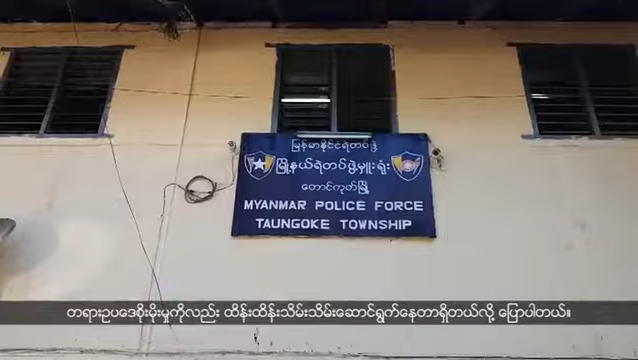 မြန်မာနိုင်ငံရဲတပ်ဖွဲ့
မြို့နယ်ရဲတပ်ဖွဲ့မှူးရုံး
တောင်ကုတ်မြို့
MYANMAR POLICE FORCE
TAUNGOKE TOWNSHIP
တရားဥပဒေစိုးမိုးမှုကိုလည်း ထိန်းထိန်းသိမ်းသိမ်းဆောင်ရွက်နေတာရှိတယ်လို့ ပြောပါတယ်။